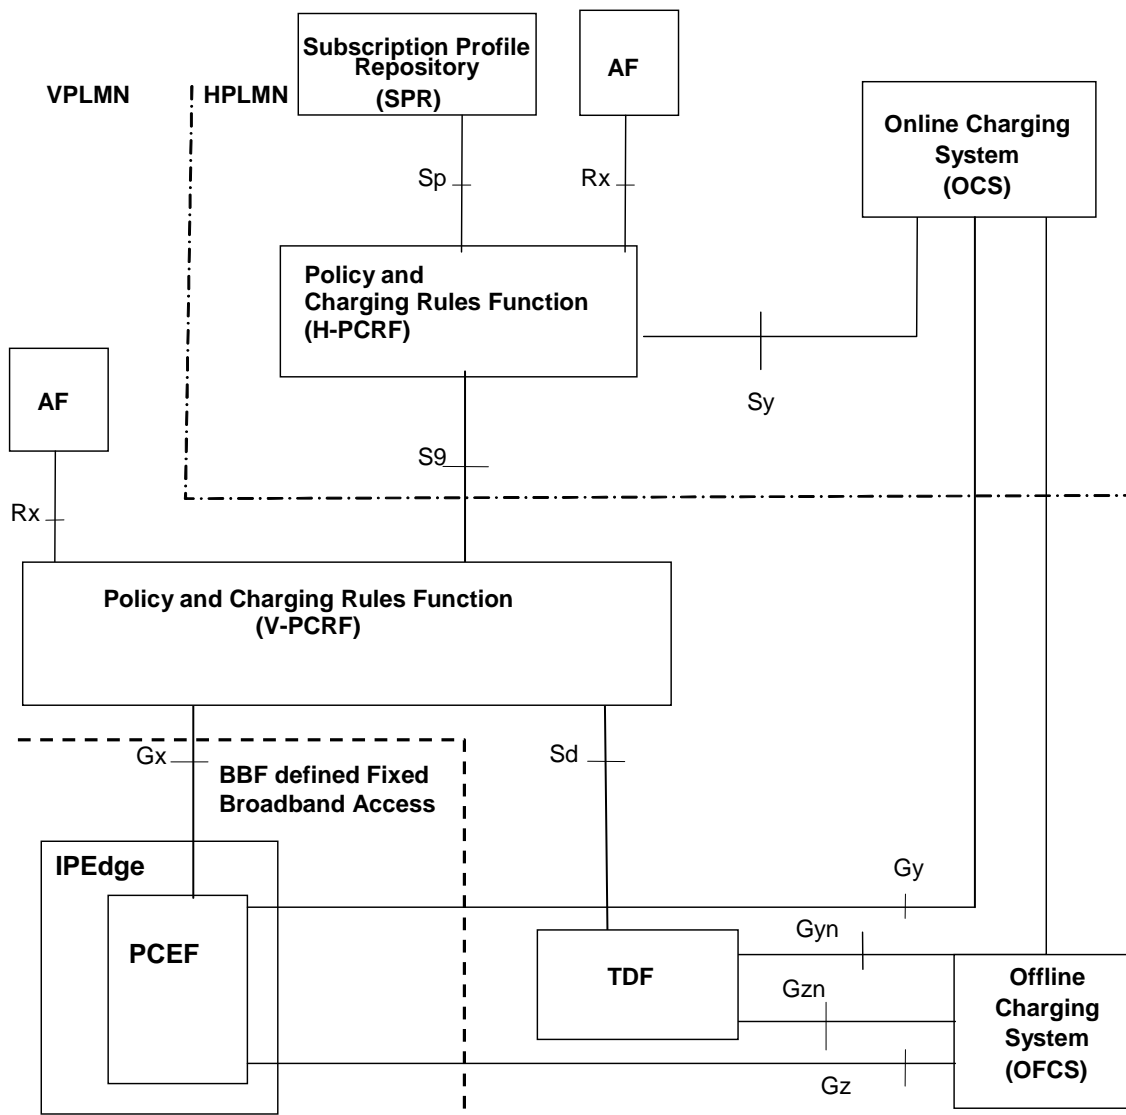 Subscription Profile
Repository
(SPR)
AF
VPLMN
HPLMN
Online Charging
System
(OCS)
Sp
Rx
Policy and
Charging Rules Function
(H-PCRF)
Sy
AF
S9
Rx
Policy and Charging Rules Function
(V-PCRF)
Gx
Sd
BBF defined Fixed
Broadband Access
IPEdge
PCEF
Gy
Gyn
TDF
Gzn
Offline
Charging
System
(OFCS)
Gz